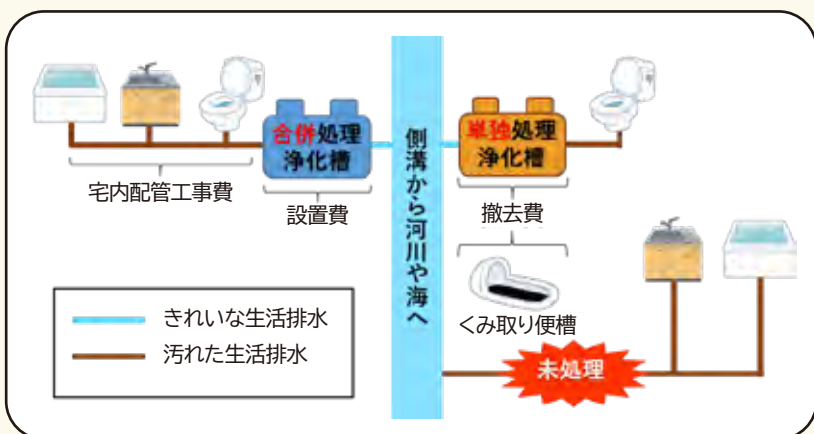 合併処理
浄化槽
宅内配管工事費
設置費
側溝から河川や海へ
単独処理
浄化槽
撤去費
くみ取り便槽
未処理
きれいな生活排水
汚れた生活排水